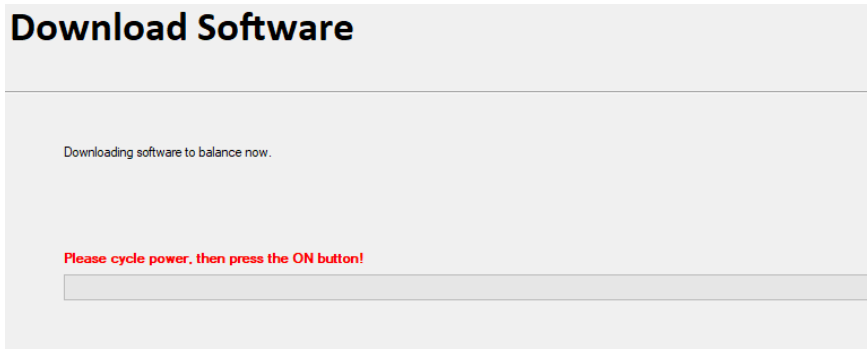 Download Software
Downloading software to balance now.
Please cycle power, then press the ON button!